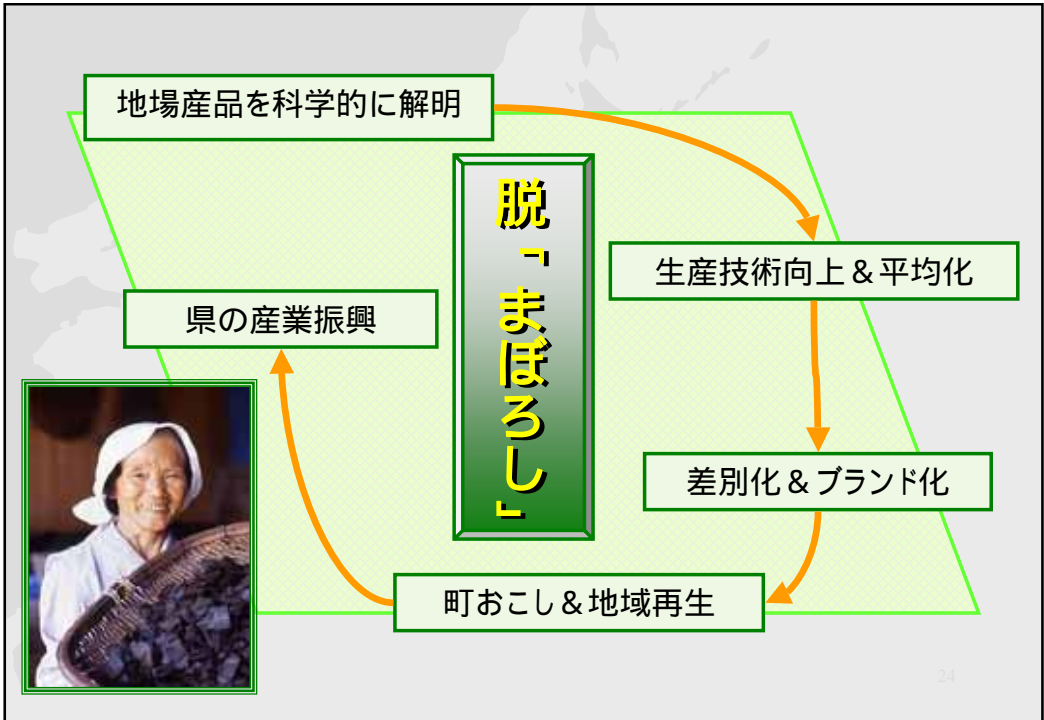 地場産品を科学的に解明
脱「まぼろし」
生産技術向上＆平均化
県の産業振興
差別化＆ブランド化
町おこし＆地域再生
24